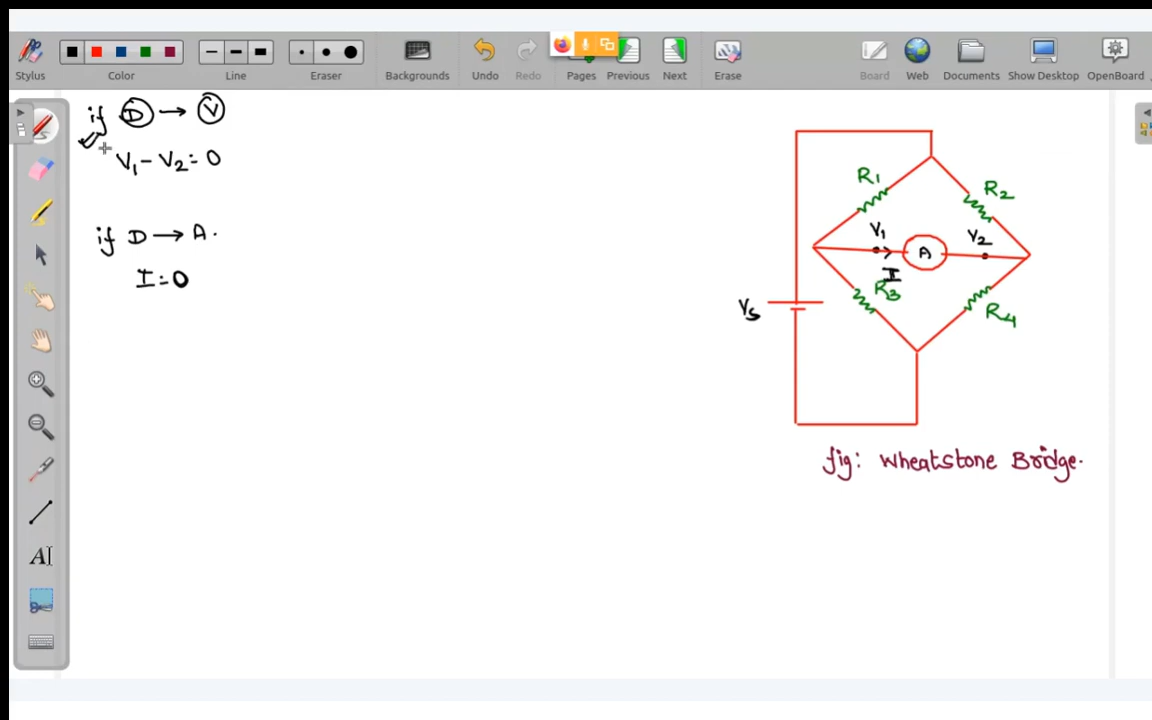 Stylus
Color
Line
Eraser
Backgrounds
Undo
Redo
Pages
Previous
Next
Erase
Board
Web
Documents
Show Desktop
OpenBoard
if D → V
V₁ - V₂ = 0
if D → A.
I = 0
R₁
R₂
V₁
A
V₂
I
R₃
R₄
Vs
fig: Wheatstone Bridge.
AI